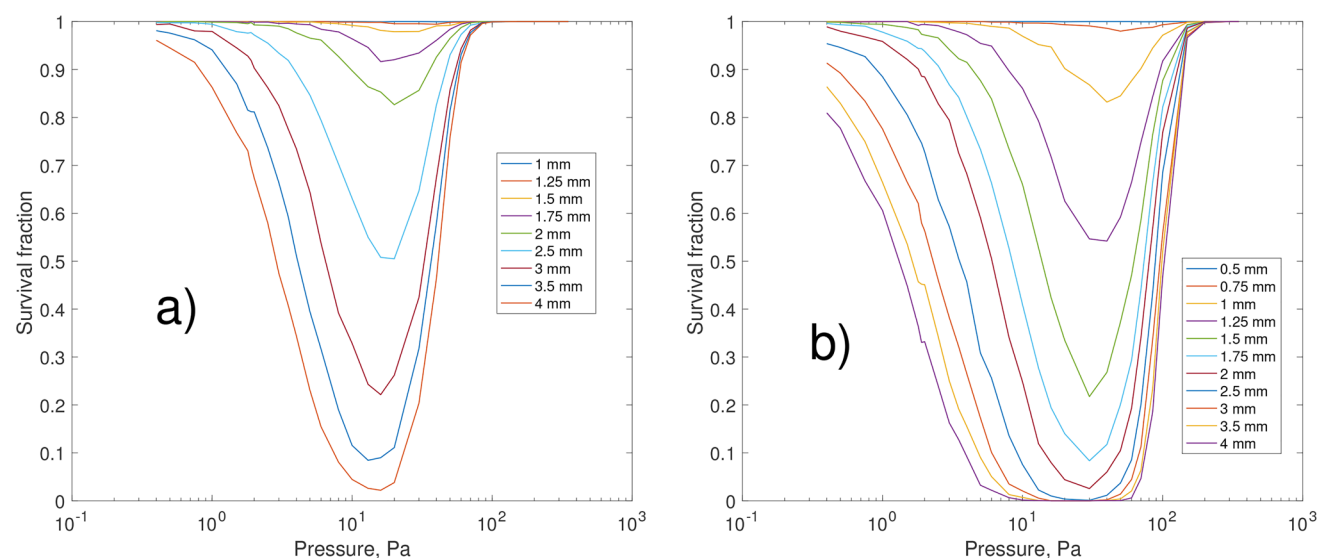 1
0.9
0.8
0.7
0.6
0.5
0.4
0.3
0.2
0.1
0
Survival fraction
a)
1 mm
1.25 mm
1.5 mm
1.75 mm
2 mm
2.5 mm
3 mm
3.5 mm
4 mm
10-1
100
101
102
103
Pressure, Pa
1
0.9
0.8
0.7
0.6
0.5
0.4
0.3
0.2
0.1
0
Survival fraction
b)
0.5 mm
0.75 mm
1 mm
1.25 mm
1.5 mm
1.75 mm
2 mm
2.5 mm
3 mm
3.5 mm
4 mm
10-1
100
101
102
103
Pressure, Pa